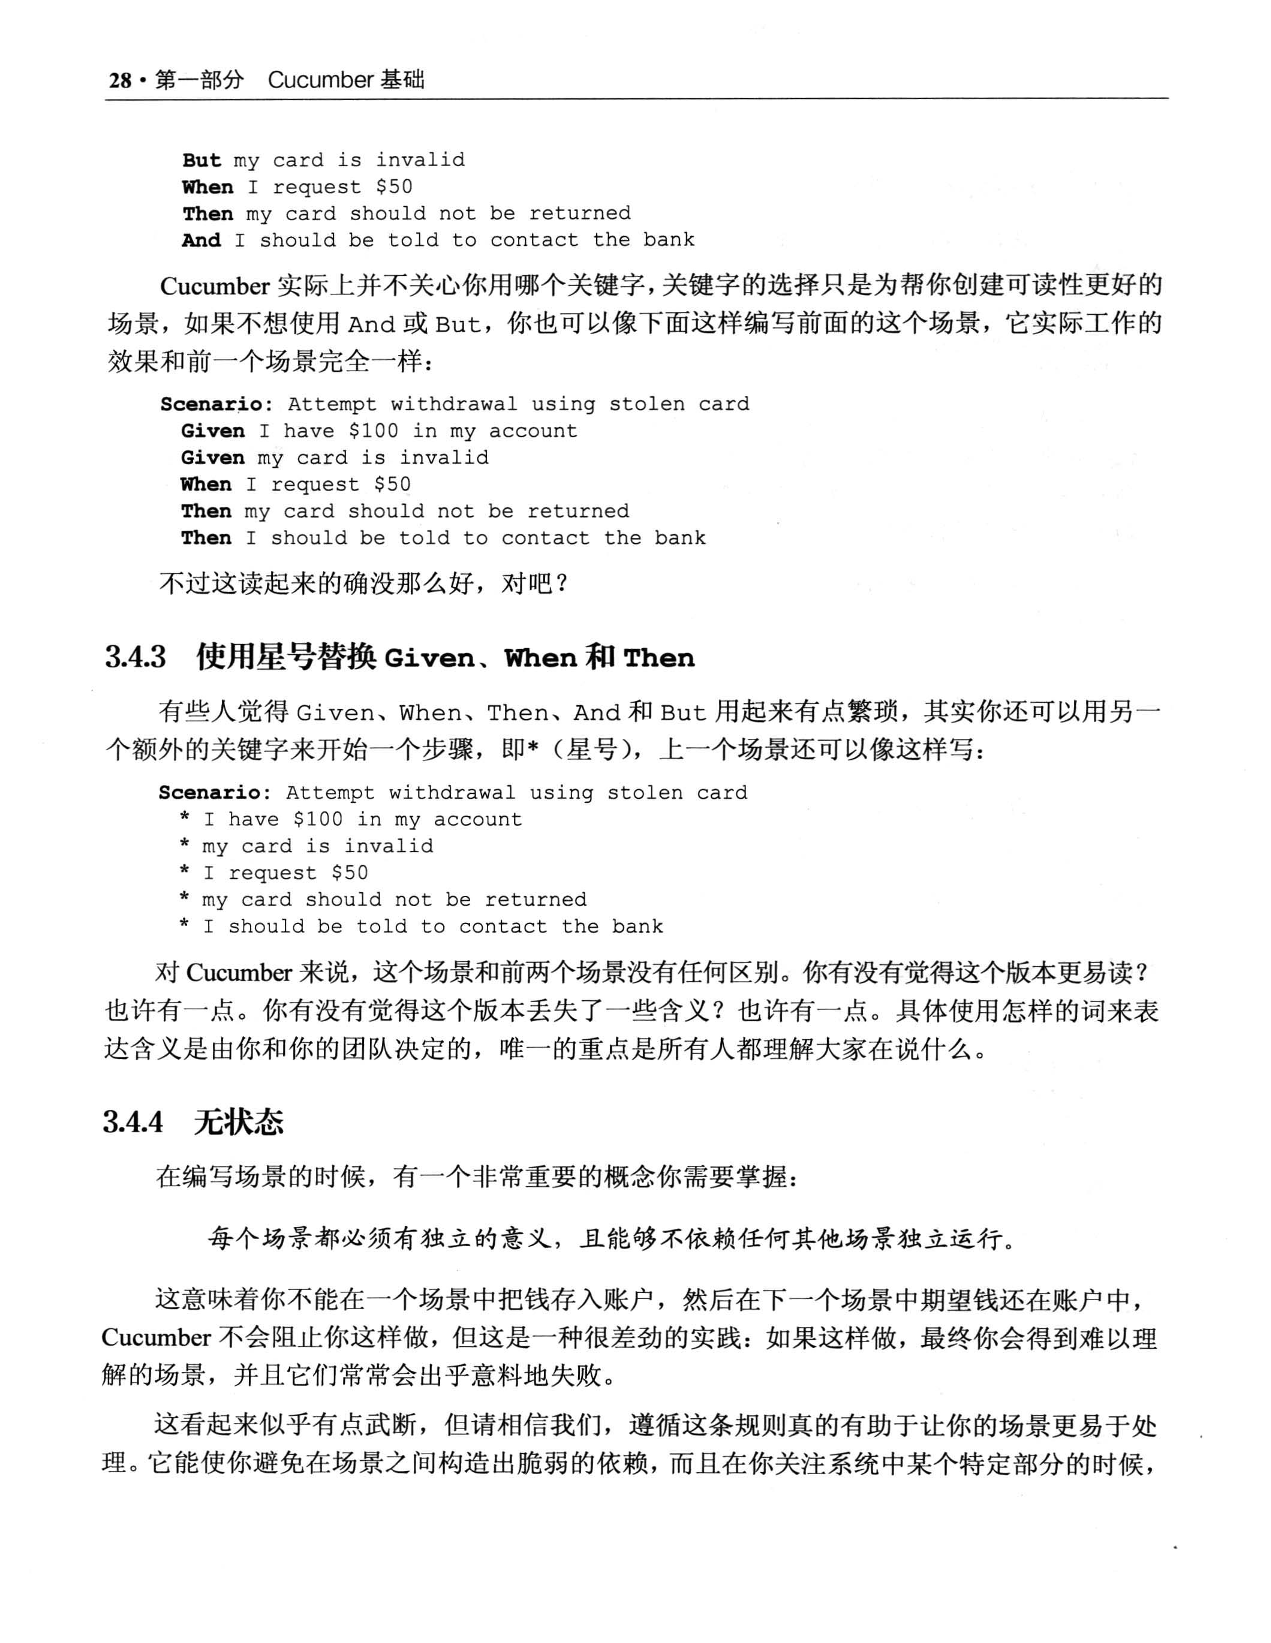 28·第一部分 Cucumber 基础
But my card is invalid
When I request $50
Then my card should not be returned
And I should be told to contact the bank
Cucumber 实际上并不关心你用哪个关键字，关键字的选择只是为帮你创建可读性更好的
场景，如果不想使用 And 或 But，你也可以像下面这样编写前面的这个场景，它实际工作的
效果和前一个场景完全一样：
Scenario: Attempt withdrawal using stolen card
Given I have $100 in my account
Given my card is invalid
When I request $50
Then my card should not be returned
Then I should be told to contact the bank
不过这读起来的确没那么好，对吧？
3.4.3 使用星号替换 Given、When 和 Then
有些人觉得 Given、When、Then、And 和 But 用起来有点繁琐，其实你还可以用另一
个额外的关键字来开始一个步骤，即*（星号），上一个场景还可以像这样写：
Scenario: Attempt withdrawal using stolen card
* I have $100 in my account
* my card is invalid
* I request $50
* my card should not be returned
* I should be told to contact the bank
对 Cucumber 来说，这个场景和前两个场景没有任何区别。你有没有觉得这个版本更易读？
也许有一点。你有没有觉得这个版本丢失了一些含义？也许有一点。具体使用怎样的词来表
达含义是由你和你的团队决定的，唯一的重点是所有人都理解大家在说什么。
3.4.4 无状态
在编写场景的时候，有一个非常重要的概念你需要掌握：
每个场景都必须有独立的意义，且能够不依赖任何其他场景独立运行。
这意味着你不能在一个场景中把钱存入账户，然后在下一个场景中期望钱还在账户中，
Cucumber 不会阻止你这样做，但这是一种很差劲的实践：如果这样做，最终你会得到难以理
解的场景，并且它们常常会出乎意料地失败。
这看起来似乎有点武断，但请相信我们，遵循这条规则真的有助于让你的场景更易于处
理。它能使你避免在场景之间构造出脆弱的依赖，而且在你关注系统中某个特定部分的时候，